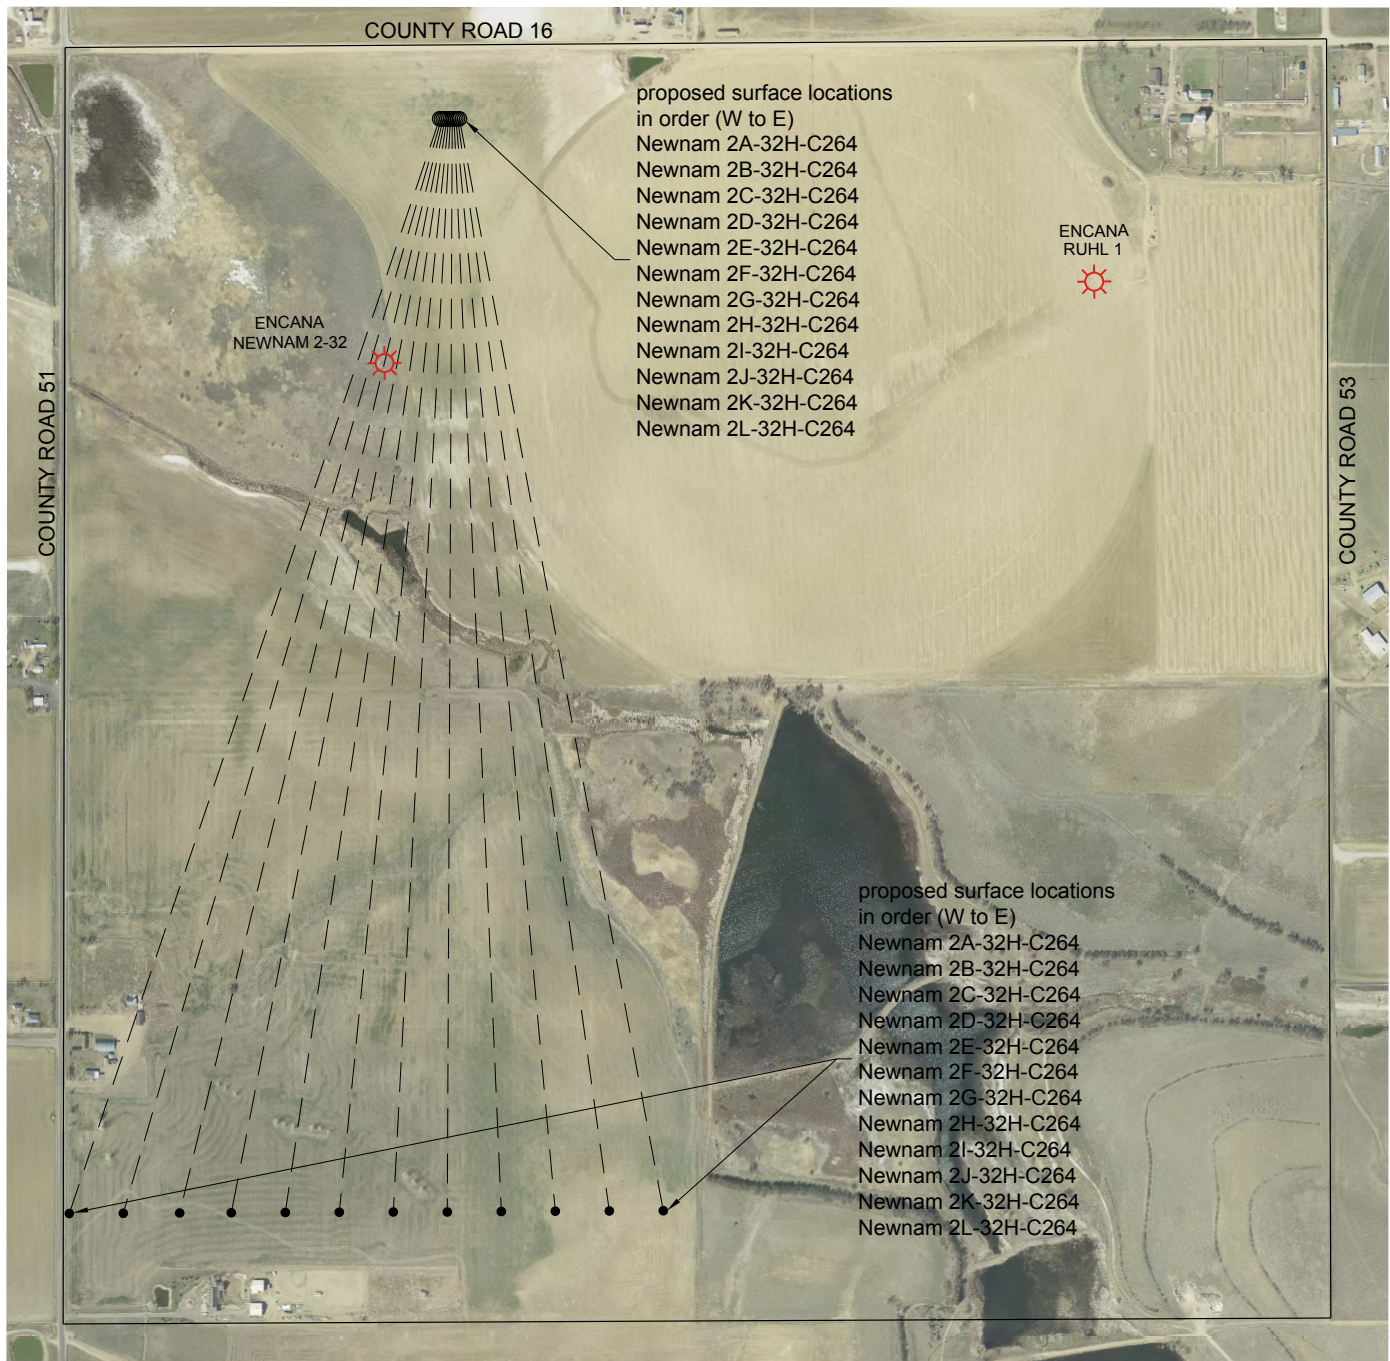 COUNTY ROAD 16
proposed surface locations
in order (W to E)
Newnam 2A-32H-C264
Newnam 2B-32H-C264
Newnam 2C-32H-C264
Newnam 2D-32H-C264
Newnam 2E-32H-C264
Newnam 2F-32H-C264
Newnam 2G-32H-C264
Newnam 2H-32H-C264
Newnam 2I-32H-C264
Newnam 2J-32H-C264
Newnam 2K-32H-C264
Newnam 2L-32H-C264
ENCANA
RUHL 1
ENCANA
NEWNAM 2-32
COUNTY ROAD 51
COUNTY ROAD 53
proposed surface locations
in order (W to E)
Newnam 2A-32H-C264
Newnam 2B-32H-C264
Newnam 2C-32H-C264
Newnam 2D-32H-C264
Newnam 2E-32H-C264
Newnam 2F-32H-C264
Newnam 2G-32H-C264
Newnam 2H-32H-C264
Newnam 2I-32H-C264
Newnam 2J-32H-C264
Newnam 2K-32H-C264
Newnam 2L-32H-C264